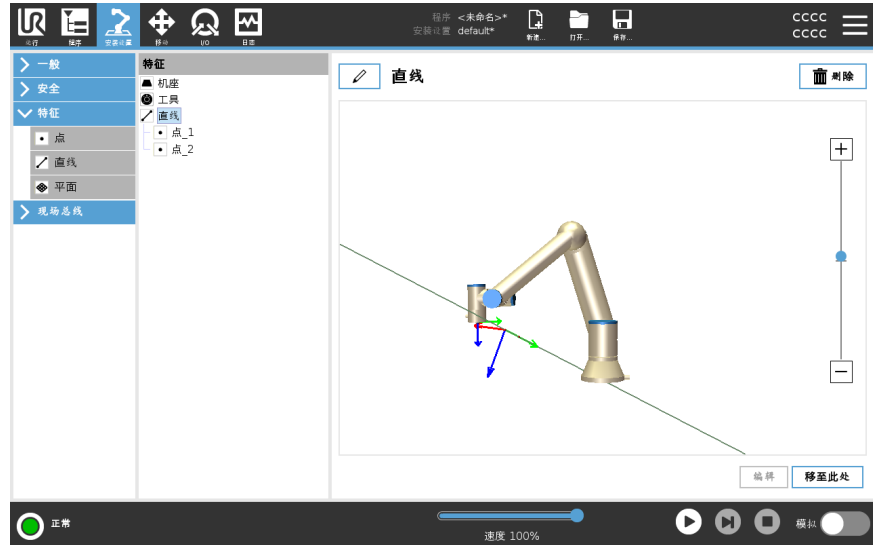 UR
运行
程序
安装设置
移动
I/O
日志
程序 <未命名>*
安装设置 default*
新建...
打开...
保存...
CCCC
CCCC
一般
安全
特征
点
直线
平面
现场总线
特征
机座
工具
直线
点_1
点_2
直线
删除
编辑
移至此处
正常
速度 100%
模拟